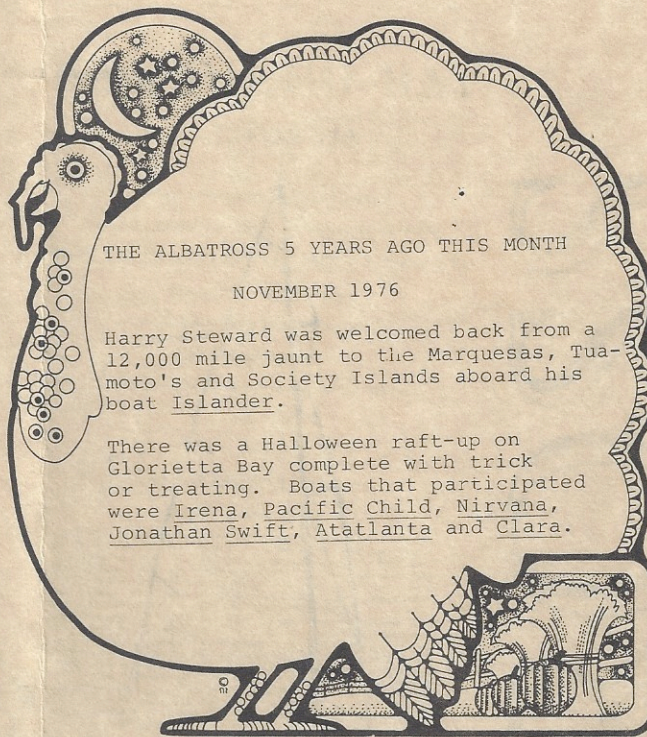 THE ALBATROSS 5 YEARS AGO THIS MONTH
NOVEMBER 1976
Harry Steward was welcomed back from a
12,000 mile jaunt to the Marquesas, Tua-
moto's and Society Islands aboard his
boat Islander.
There was a Halloween raft-up on
Glorietta Bay complete with trick
or treating. Boats that participated
were Irena, Pacific Child, Nirvana,
Jonathan Swift, Atatlanta and Clara.